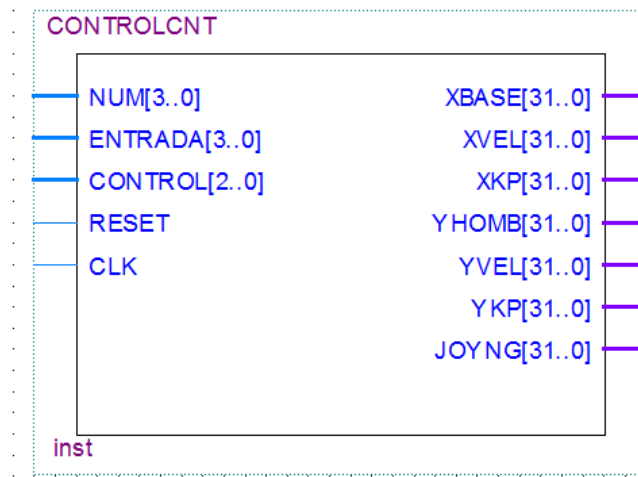 CONTROLCNT
NUM[3..0] XBASE[31..0]
ENTRADA[3..0] XVEL[31..0]
CONTROL[2..0] XKP[31..0]
RESET YHOMB[31..0]
CLK YVEL[31..0]
YKP[31..0]
JOYNG[31..0]
inst